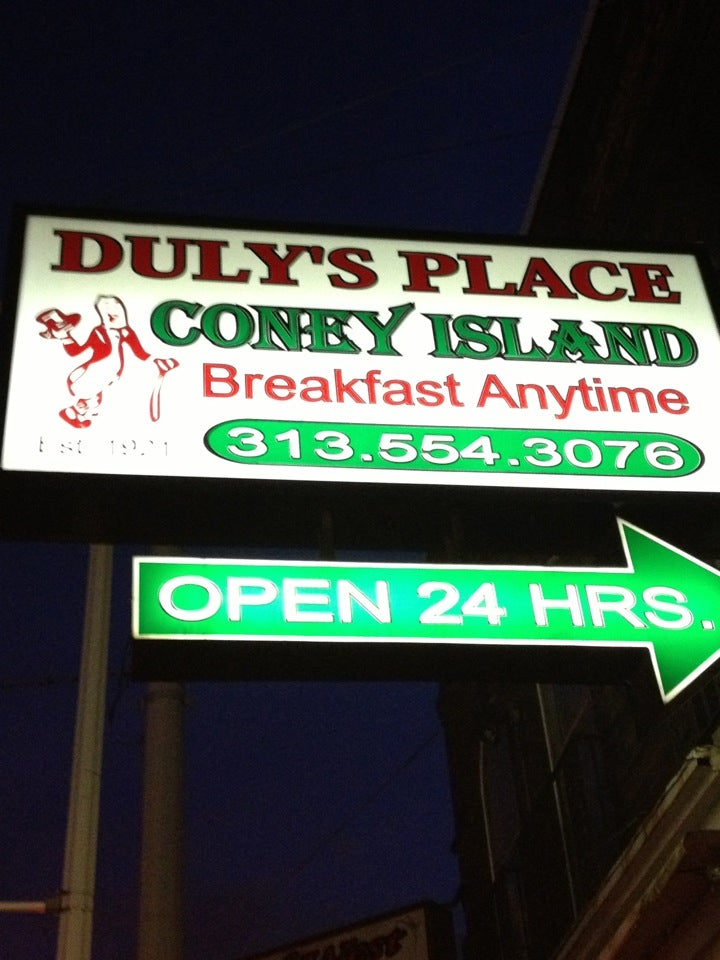 DULY'S PLACE
CONEY ISLAND
Breakfast Anytime
Est. 1921
313.554.3076
OPEN 24 HRS.